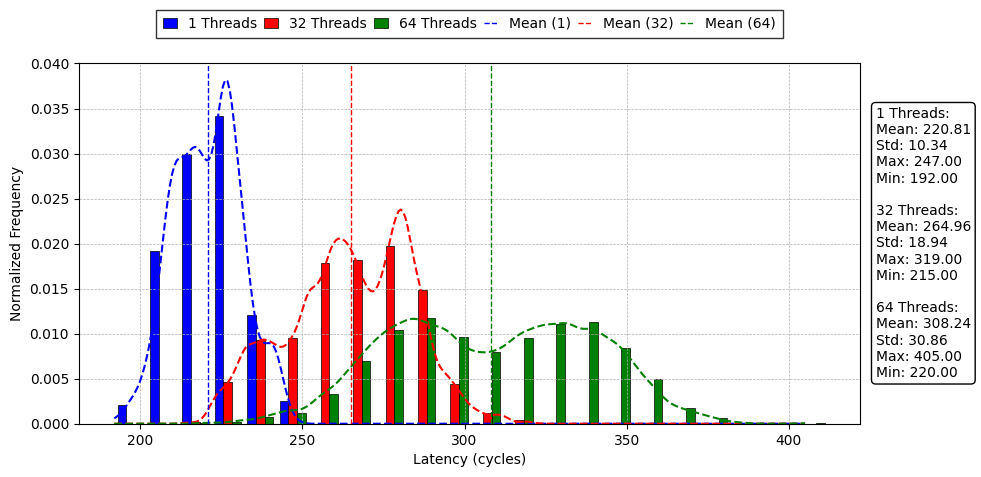 1 Threads 32 Threads 64 Threads Mean (1) Mean (32) Mean (64)
0.040
0.035
0.030
0.025
0.020
0.015
0.010
0.005
0.000
Normalized Frequency
200 250 300 350 400
Latency (cycles)
1 Threads:
Mean: 220.81
Std: 10.34
Max: 247.00
Min: 192.00
32 Threads:
Mean: 264.96
Std: 18.94
Max: 319.00
Min: 215.00
64 Threads:
Mean: 308.24
Std: 30.86
Max: 405.00
Min: 220.00